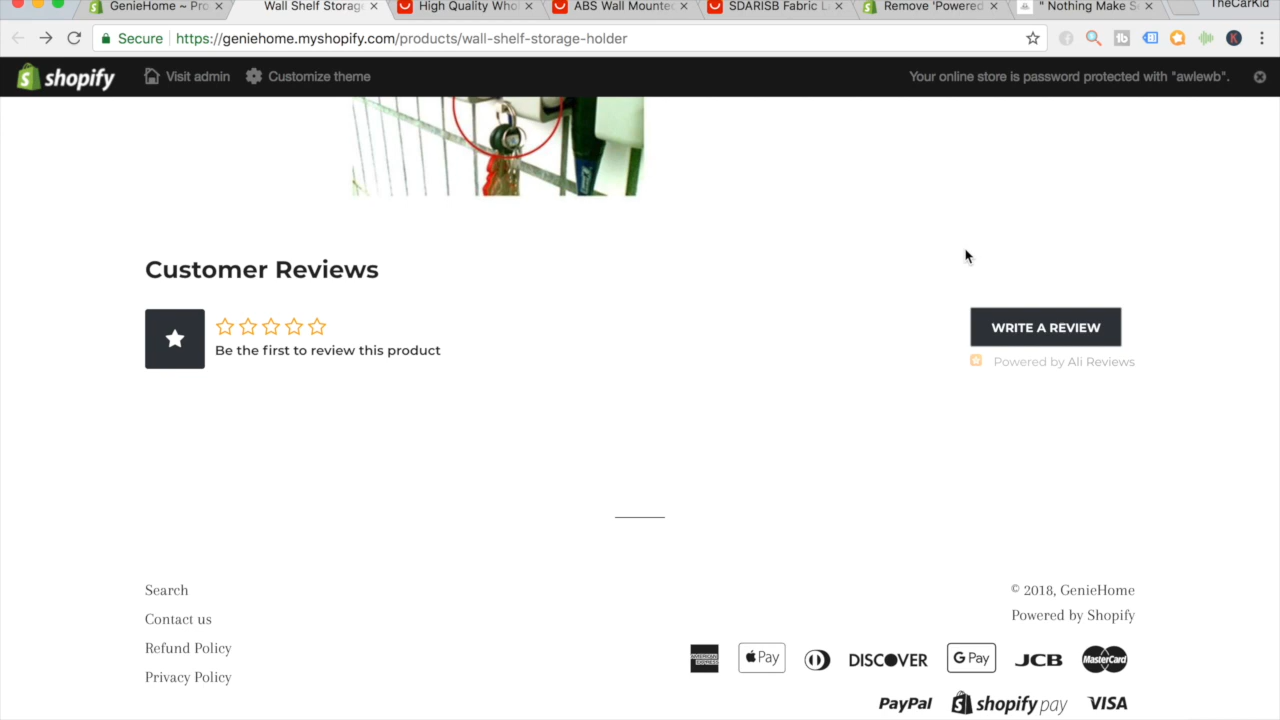 GenieHome ~ Pro
Wall Shelf Storag
High Quality Whol
ABS Wall Mounte
SDARISB Fabric L
Remove 'Powered
" Nothing Make S
TheCarKid
Secure https://geniehome.myshopify.com/products/wall-shelf-storage-holder
shopify Visit admin Customize theme Your online store is password protected with "awlewb".
Customer Reviews
Be the first to review this product
WRITE A REVIEW
Powered by Ali Reviews
Search
Contact us
Refund Policy
Privacy Policy
© 2018, GenieHome
Powered by Shopify
AMERICAN EXPRESS Pay DISCOVER G Pay JCB MasterCard
PayPal shopify pay VISA